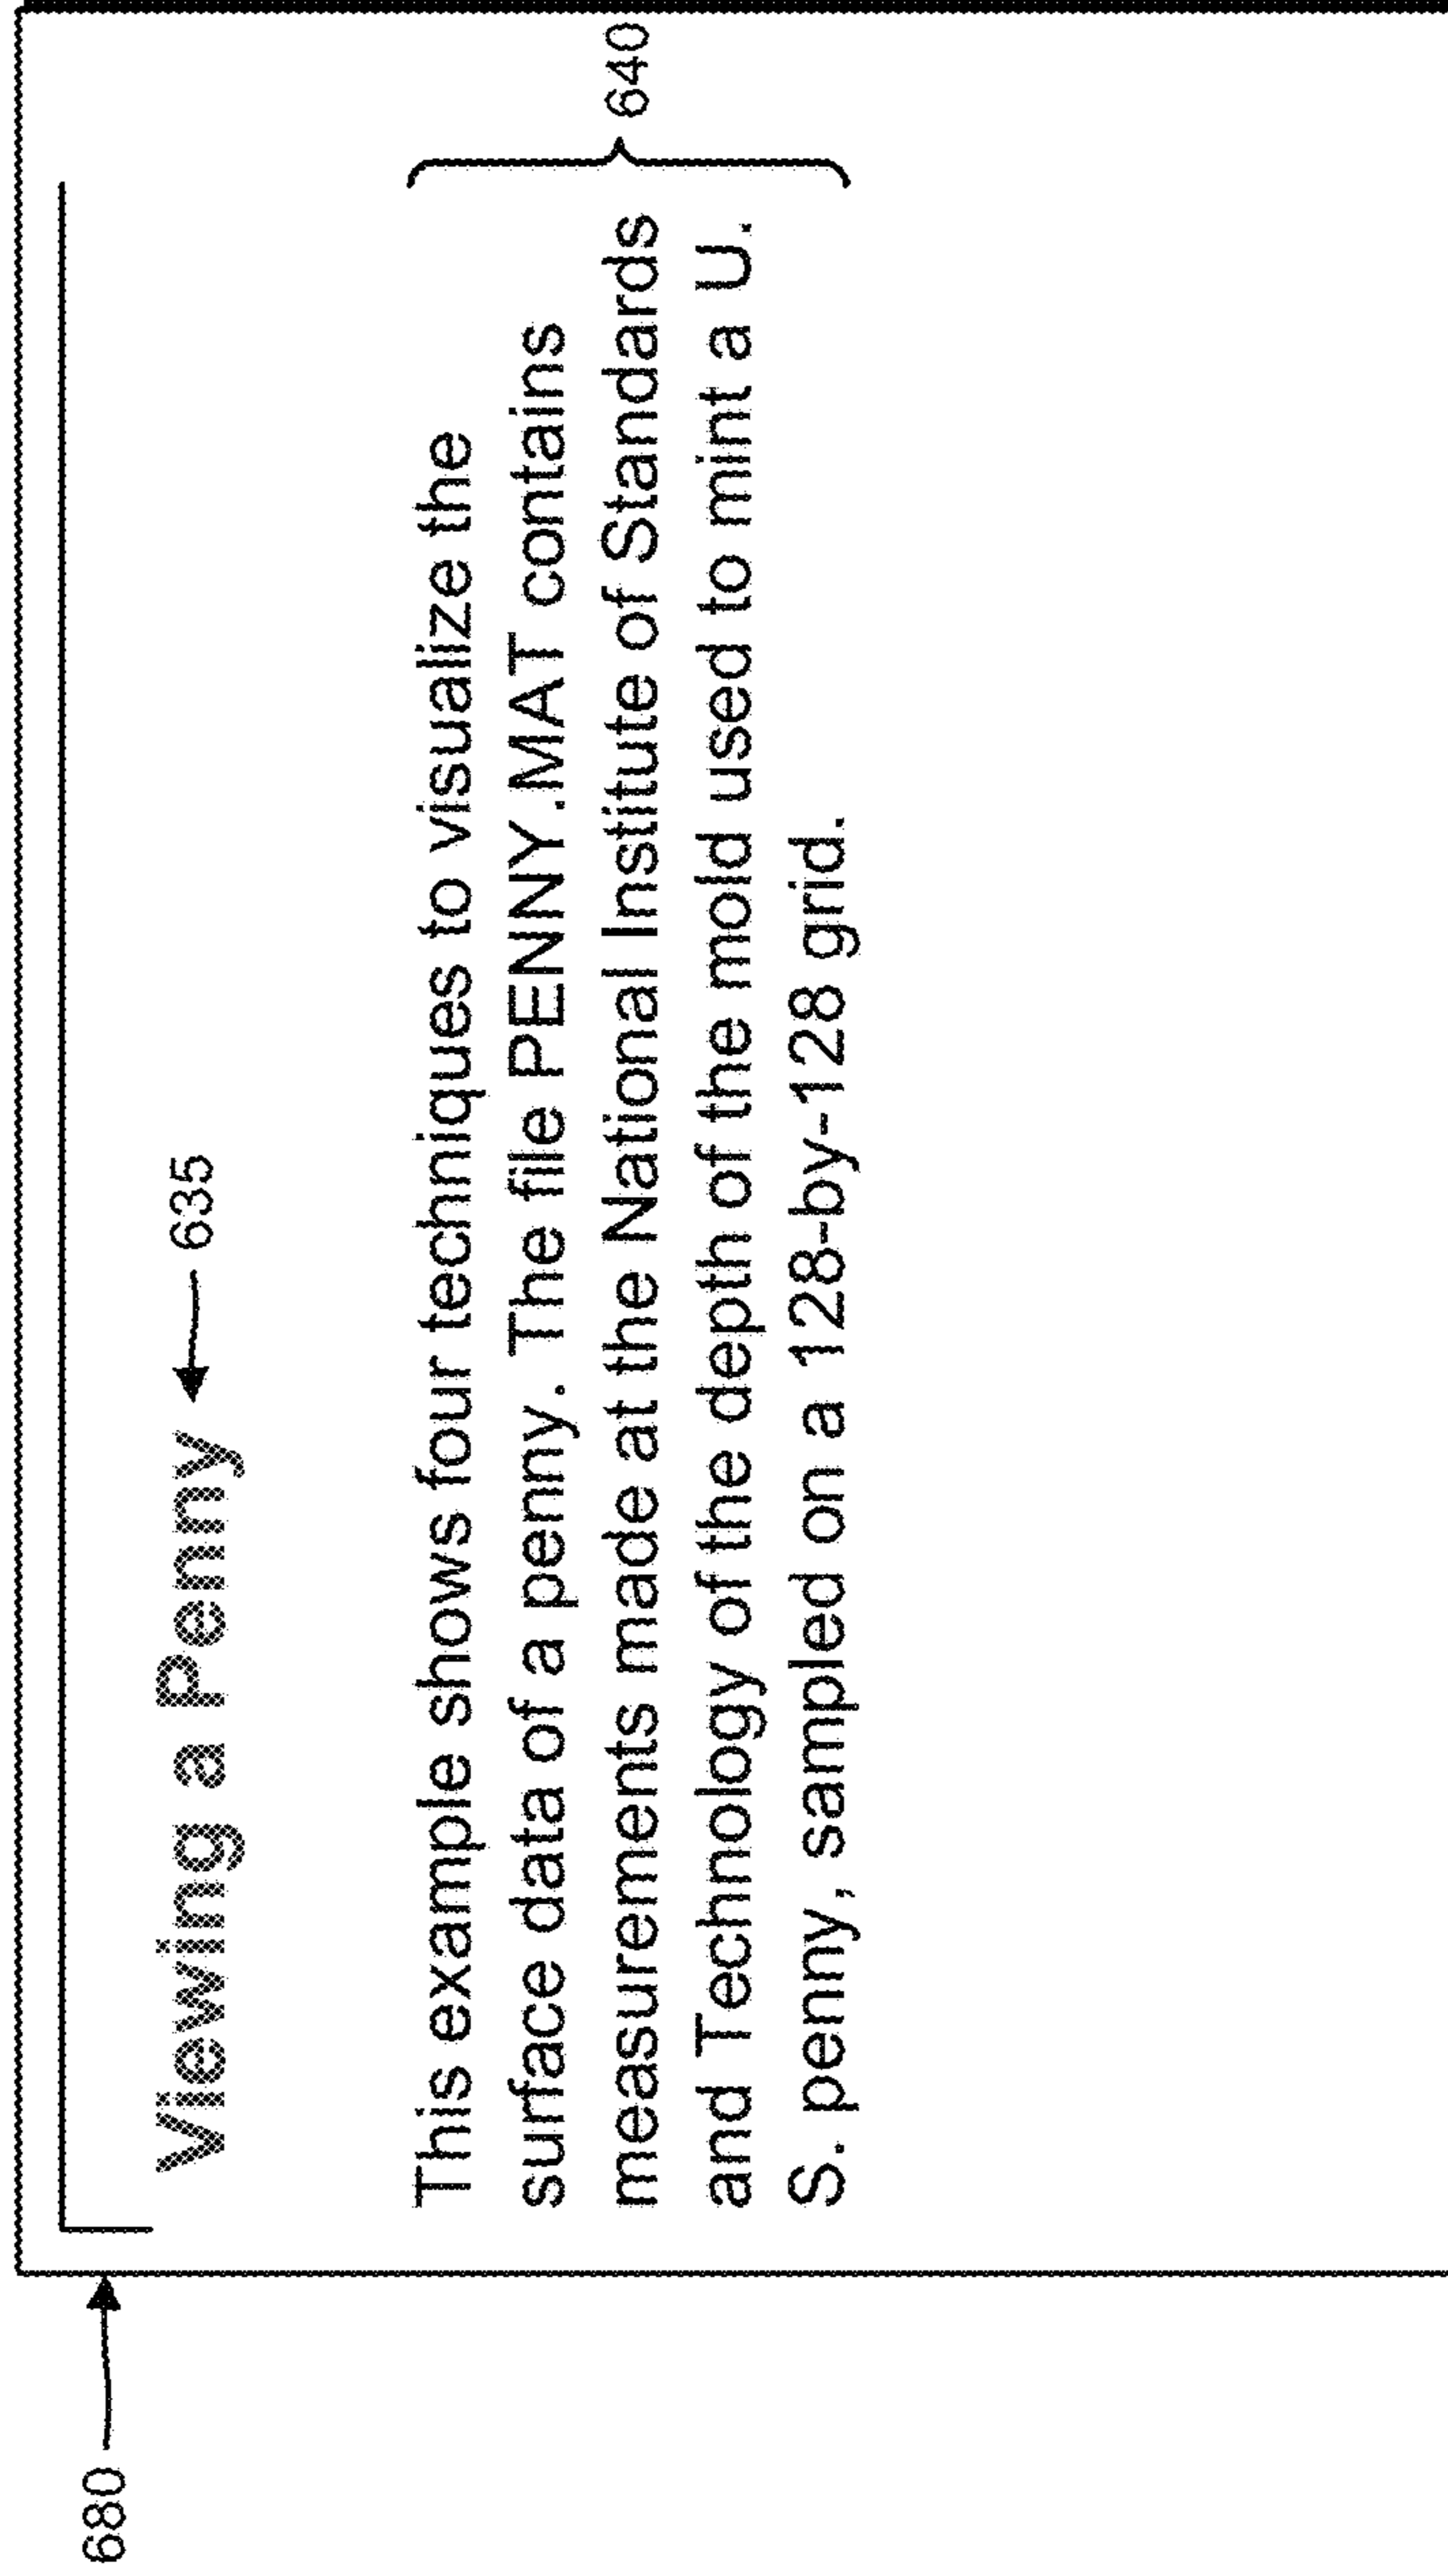 680
Viewing a Penny 635
This example shows four techniques to visualize the
surface data of a penny. The file PENNY.MAT contains
measurements made at the National Institute of Standards
and Technology of the depth of the mold used to mint a U.
S. penny, sampled on a 128-by-128 grid.
640